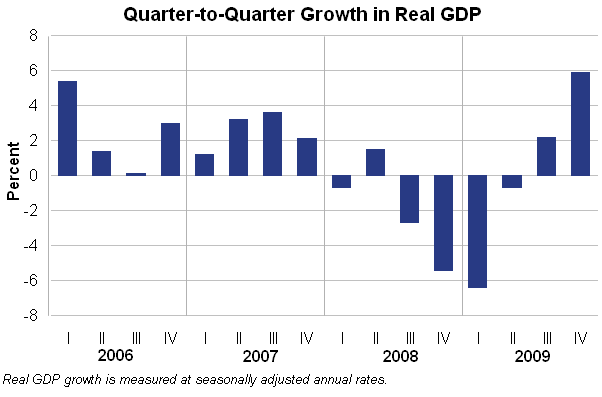 Quarter-to-Quarter Growth in Real GDP
8
6
4
2
0
-2
-4
-6
-8
Percent
I II III IV I II III IV I II III IV I II III IV
2006 2007 2008 2009
Real GDP growth is measured at seasonally adjusted annual rates.